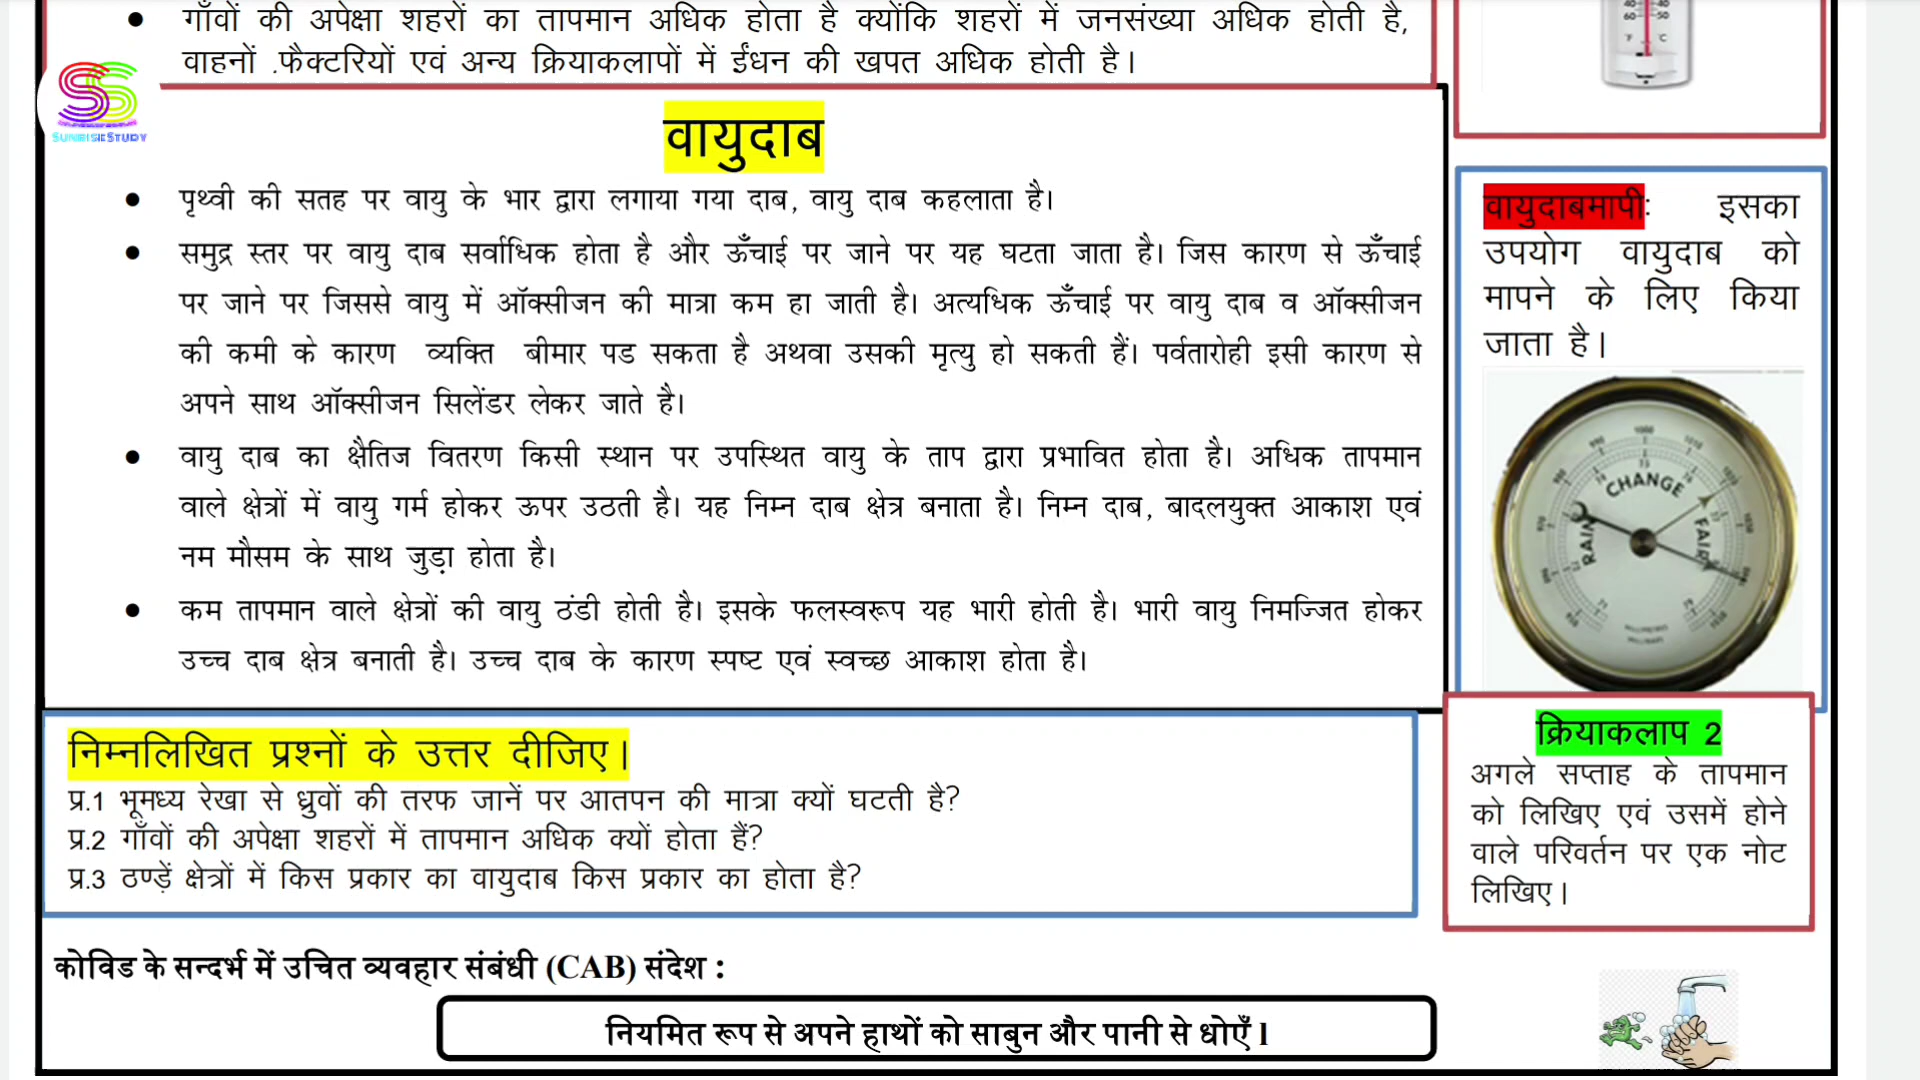 गाँवों की अपेक्षा शहरों का तापमान अधिक होता है क्योंकि शहरों में जनसंख्या अधिक होती है,
वाहनों .फैक्टरियों एवं अन्य क्रियाकलापों में ईंधन की खपत अधिक होती है।
SUNRISESTUDY
वायुदाब
● पृथ्वी की सतह पर वायु के भार द्वारा लगाया गया दाब, वायु दाब कहलाता है।
● समुद्र स्तर पर वायु दाब सर्वाधिक होता है और ऊँचाई पर जाने पर यह घटता जाता है। जिस कारण से ऊँचाई
पर जाने पर जिससे वायु में ऑक्सीजन की मात्रा कम हा जाती है। अत्यधिक ऊँचाई पर वायु दाब व ऑक्सीजन
की कमी के कारण व्यक्ति बीमार पड सकता है अथवा उसकी मृत्यु हो सकती हैं। पर्वतारोही इसी कारण से
अपने साथ ऑक्सीजन सिलेंडर लेकर जाते है।
● वायु दाब का क्षैतिज वितरण किसी स्थान पर उपस्थित वायु के ताप द्वारा प्रभावित होता है। अधिक तापमान
वाले क्षेत्रों में वायु गर्म होकर ऊपर उठती है। यह निम्न दाब क्षेत्र बनाता है। निम्न दाब, बादलयुक्त आकाश एवं
नम मौसम के साथ जुड़ा होता है।
● कम तापमान वाले क्षेत्रों की वायु ठंडी होती है। इसके फलस्वरूप यह भारी होती है। भारी वायु निमज्जित होकर
उच्च दाब क्षेत्र बनाती है। उच्च दाब के कारण स्पष्ट एवं स्वच्छ आकाश होता है।
वायुदाबमापी: इसका
उपयोग वायुदाब को
मापने के लिए किया
जाता है।
CHANGE
RAIN
FAIR
निम्नलिखित प्रश्नों के उत्तर दीजिए।
प्र.1 भूमध्य रेखा से ध्रुवों की तरफ जानें पर आतपन की मात्रा क्यों घटती है?
प्र.2 गाँवों की अपेक्षा शहरों में तापमान अधिक क्यों होता हैं?
प्र.3 ठण्ड़ें क्षेत्रों में किस प्रकार का वायुदाब किस प्रकार का होता है?
क्रियाकलाप 2
अगले सप्ताह के तापमान
को लिखिए एवं उसमें होने
वाले परिवर्तन पर एक नोट
लिखिए।
कोविड के सन्दर्भ में उचित व्यवहार संबंधी (CAB) संदेश :
नियमित रूप से अपने हाथों को साबुन और पानी से धोएँ l